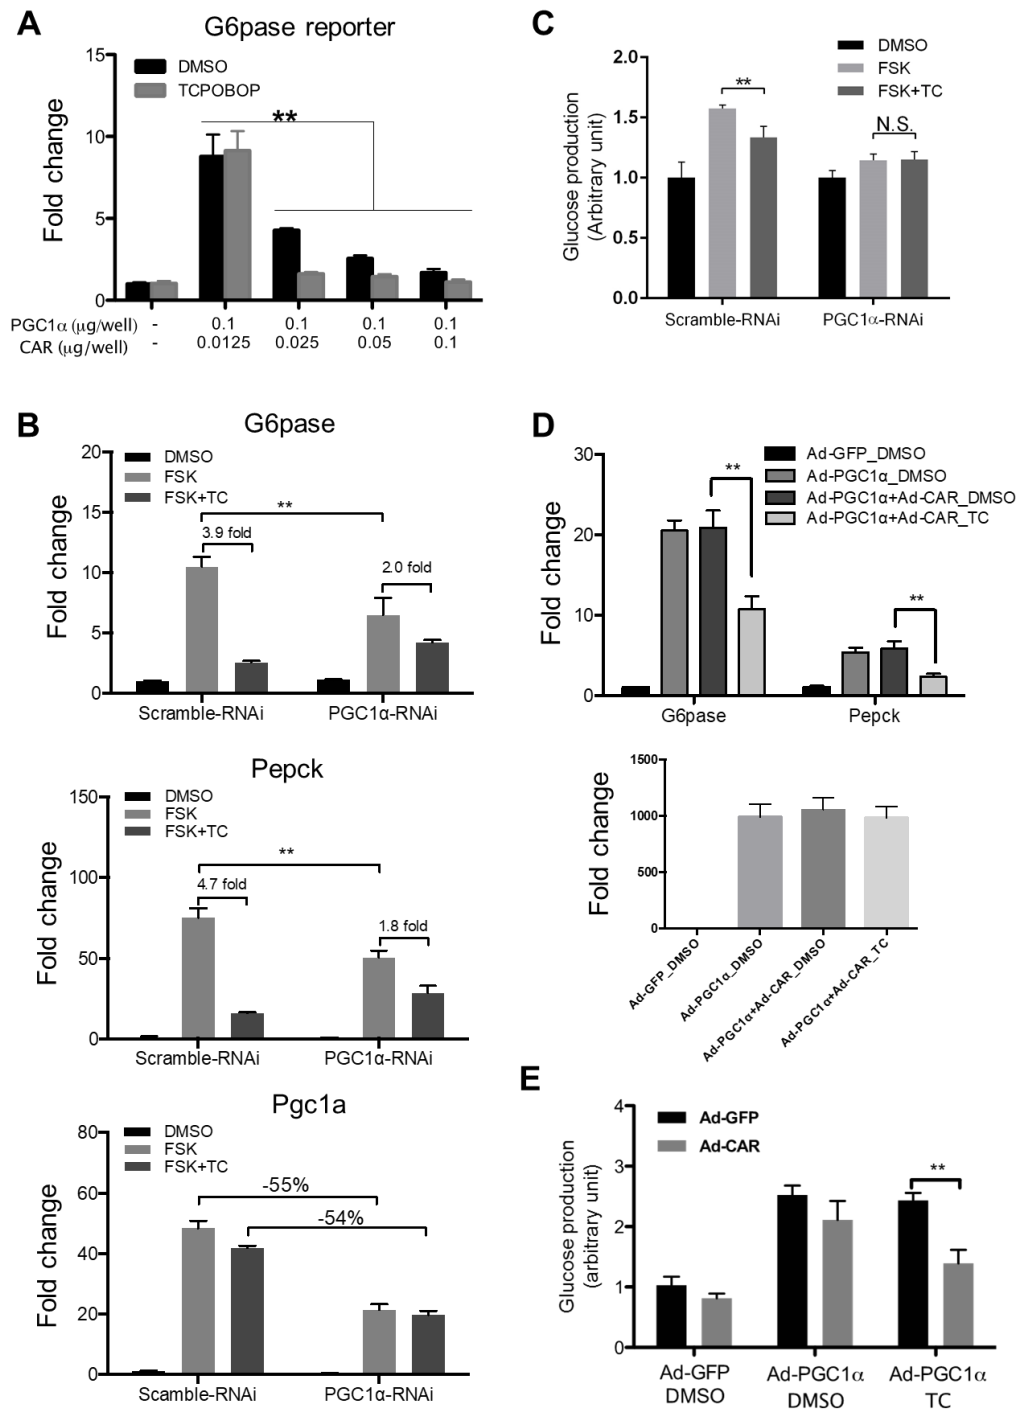 A
G6pase reporter
DMSO
TCPOBOP
**
Fold change
15
10
5
0
PGC1α (μg/well) - 0.1 0.1 0.1 0.1
CAR (μg/well) - 0.0125 0.025 0.05 0.1
C
DMSO
FSK
FSK+TC
**
N.S.
Glucose production
(Arbitrary unit)
2.0
1.5
1.0
0.5
0.0
Scramble-RNAi PGC1α-RNAi
B
G6pase
DMSO
FSK
FSK+TC
**
3.9 fold
2.0 fold
Fold change
20
15
10
5
0
Scramble-RNAi PGC1α-RNAi
Pepck
DMSO
FSK
FSK+TC
**
4.7 fold
1.8 fold
Fold change
150
100
50
0
Scramble-RNAi PGC1α-RNAi
Pgc1a
DMSO
FSK
FSK+TC
-55%
-54%
Fold change
80
60
40
20
0
Scamble-RNAi PGC1α-RNAi
D
Ad-GFP_DMSO
Ad-PGC1α_DMSO
Ad-PGC1α+Ad-CAR_DMSO
Ad-PGC1α+Ad-CAR_TC
**
**
Fold change
30
20
10
0
G6pase Pepck
Fold change
1500
1000
500
0
Ad-GFP_DMSO
Ad-PGC1α_DMSO
Ad-PGC1α+Ad-CAR_DMSO
Ad-PGC1α+Ad-CAR_TC
E
Ad-GFP
Ad-CAR
**
Glucose production
(arbitrary unit)
4
3
2
1
0
Ad-GFP Ad-PGC1α Ad-PGC1α
DMSO DMSO TC